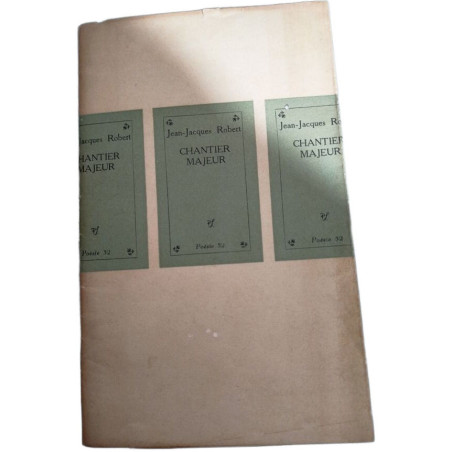 Jean-Jacques Robert
CHANTIER
MAJEUR
Poésie 52
acques Robert
HANTIER
MAJEUR
Poésie 52
Jean-Jacques Ro
CHANTIER
MAJEUR
Poésie 52